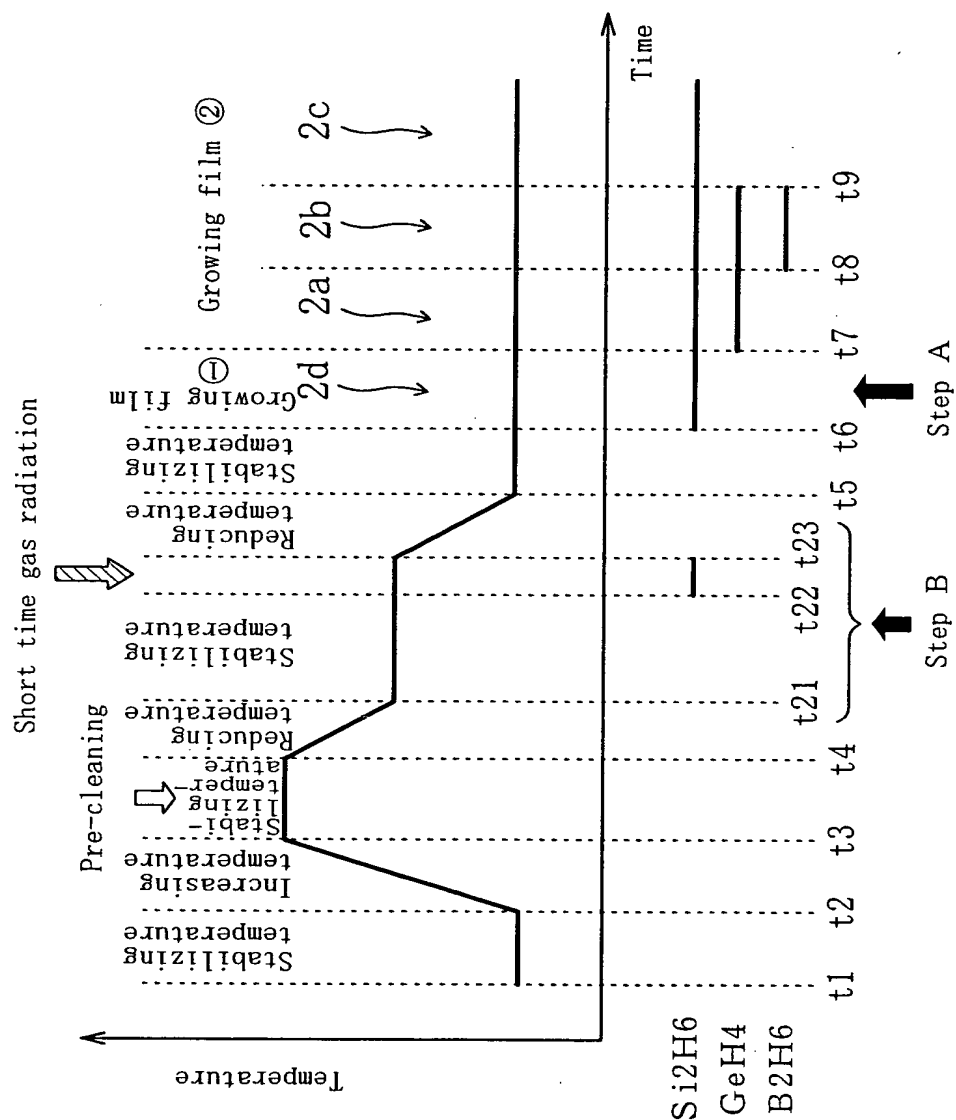 Short time gas radiation
Pre-cleaning
Growing film ②
Stabilizing
temperature
Increasing
temperature
Stabi-
lizing
temper-
ature
Reducing
temperature
Stabilizing
temperature
Reducing
temperature
Stabilizing
temperature
Growing film ①
2d
2a
2b
2c
Temperature
Time
Si2H6
GeH4
B2H6
t1
t2
t3
t4
t21
t22
t23
t5
t6
t7
t8
t9
Step B
Step A